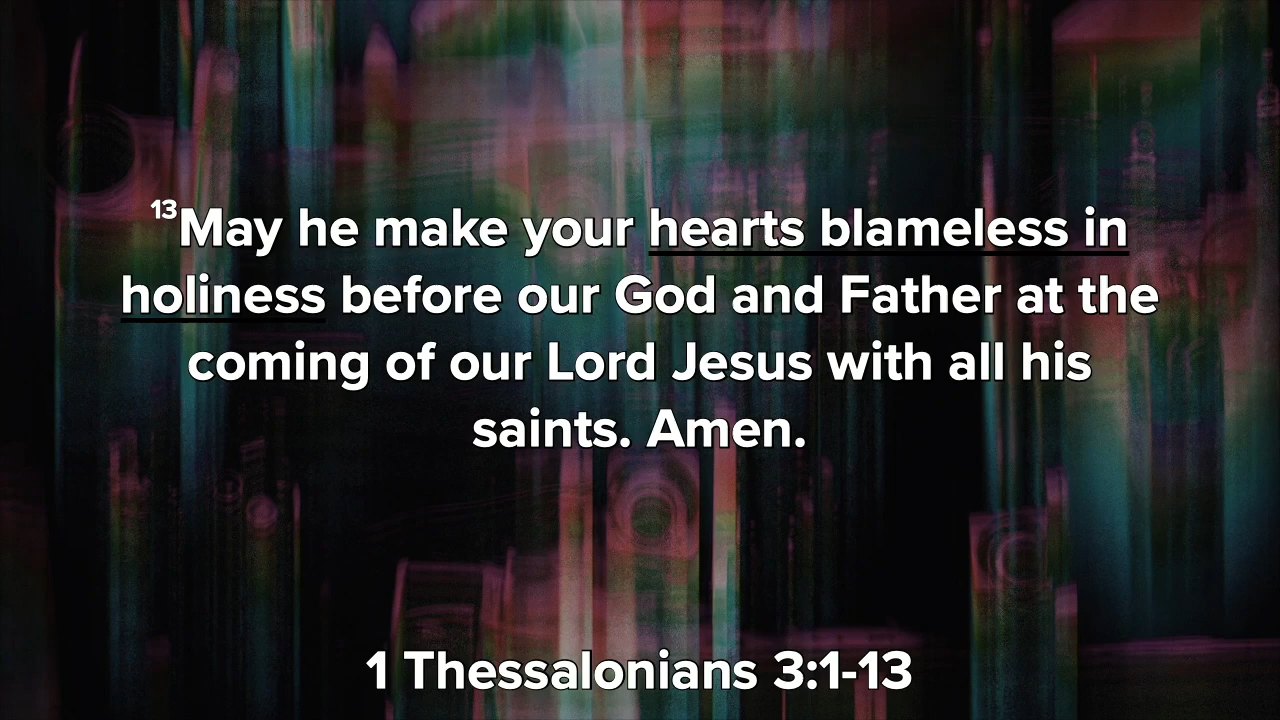 13May he make your hearts blameless in
holiness before our God and Father at the
coming of our Lord Jesus with all his
saints. Amen.
1 Thessalonians 3:1-13